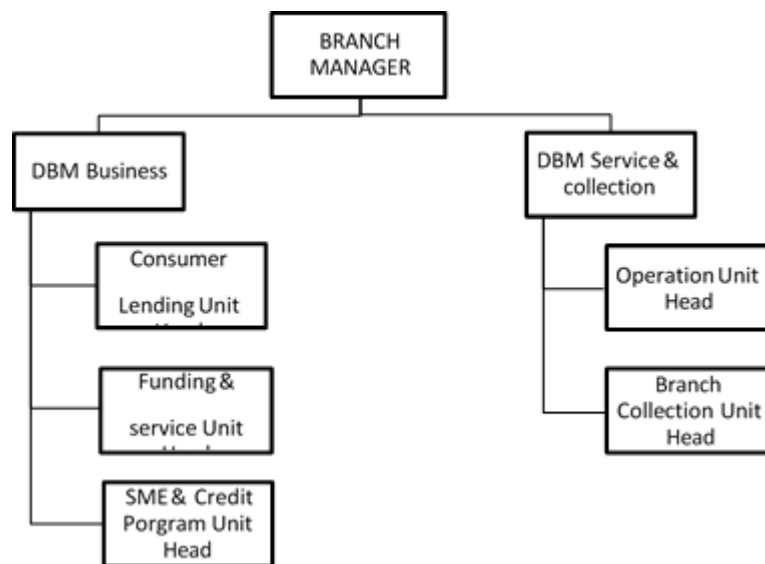 BRANCH
MANAGER
DBM Business
DBM Service &
collection
Consumer
Lending Unit
Funding &
service Unit
SME & Credit
Porgram Unit
Head
Operation Unit
Head
Branch
Collection Unit
Head